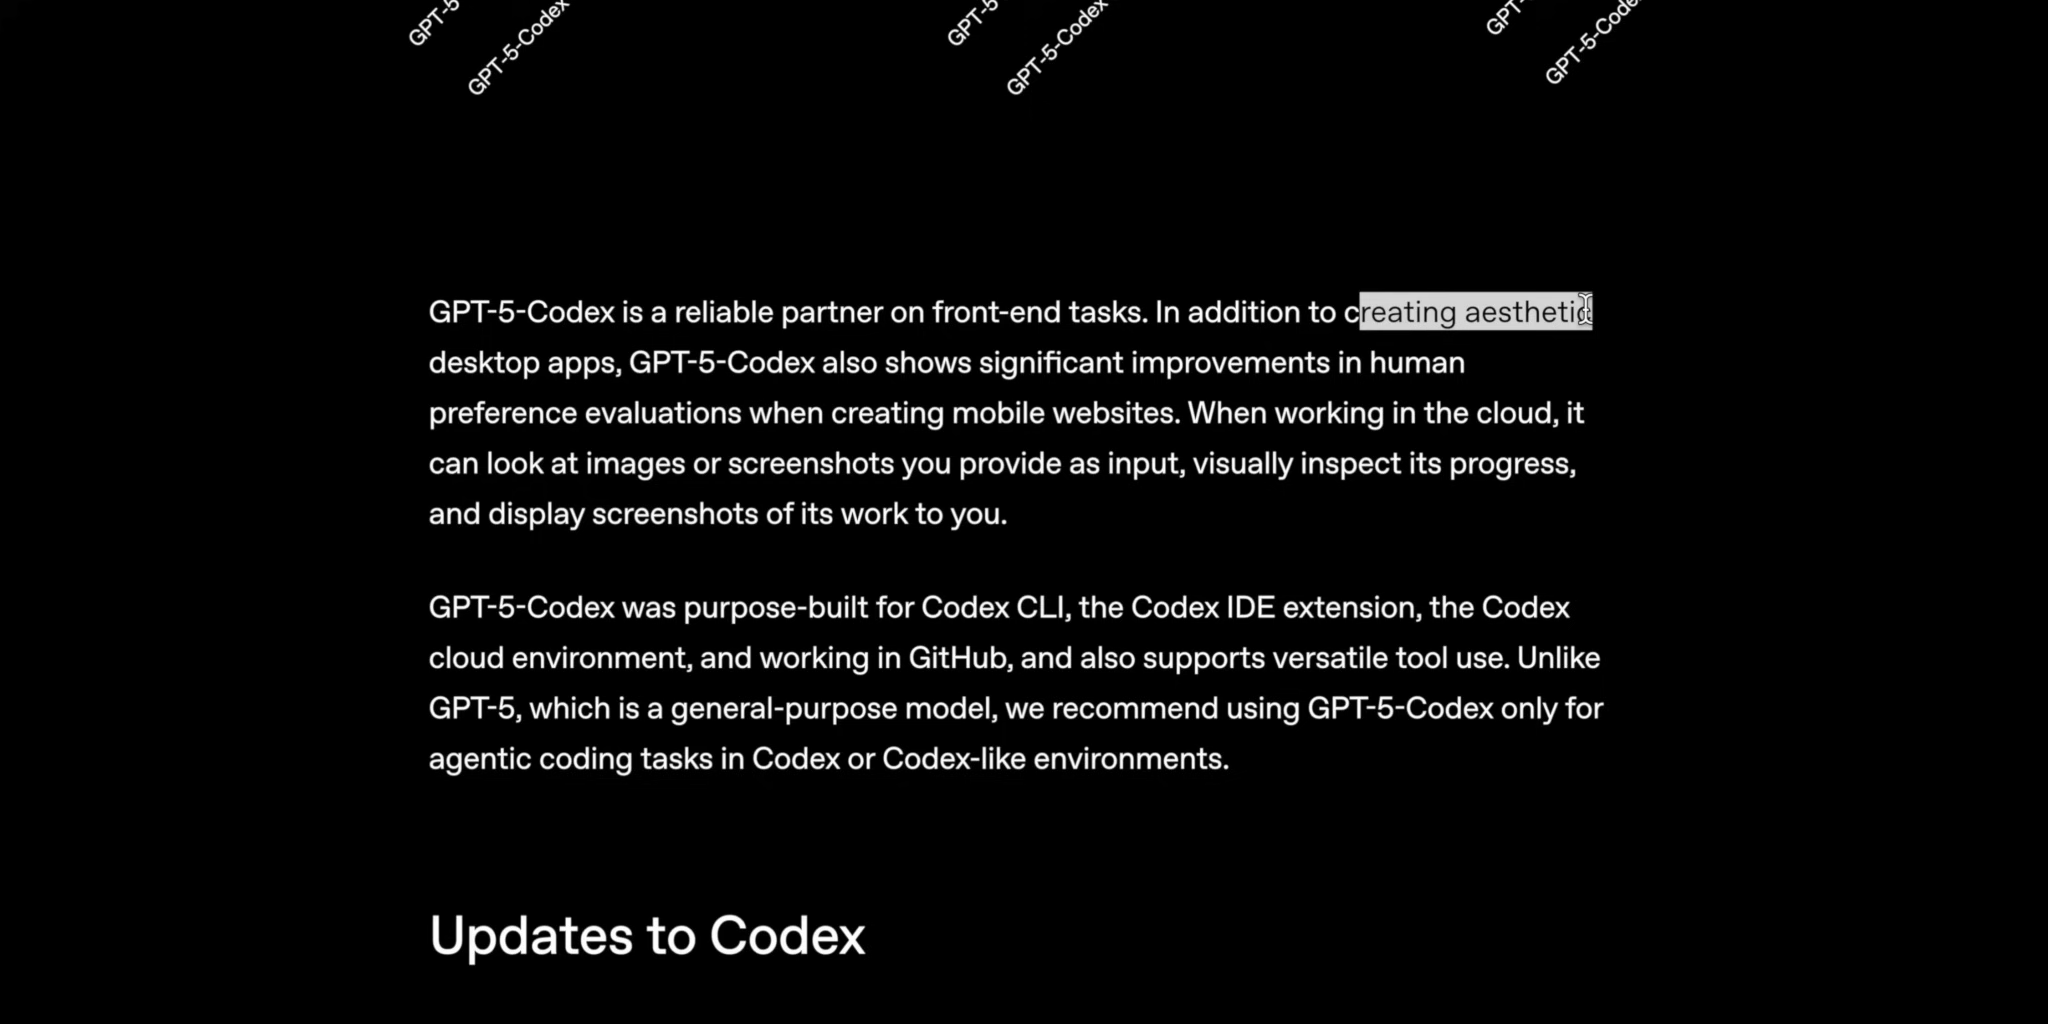 GPT-5
GPT-5-Codex
GPT-5
GPT-5-Codex
GPT-5-Codex
GPT-5-Codex is a reliable partner on front-end tasks. In addition to creating aesthetic
desktop apps, GPT-5-Codex also shows significant improvements in human
preference evaluations when creating mobile websites. When working in the cloud, it
can look at images or screenshots you provide as input, visually inspect its progress,
and display screenshots of its work to you.
GPT-5-Codex was purpose-built for Codex CLI, the Codex IDE extension, the Codex
cloud environment, and working in GitHub, and also supports versatile tool use. Unlike
GPT-5, which is a general-purpose model, we recommend using GPT-5-Codex only for
agentic coding tasks in Codex or Codex-like environments.
Updates to Codex